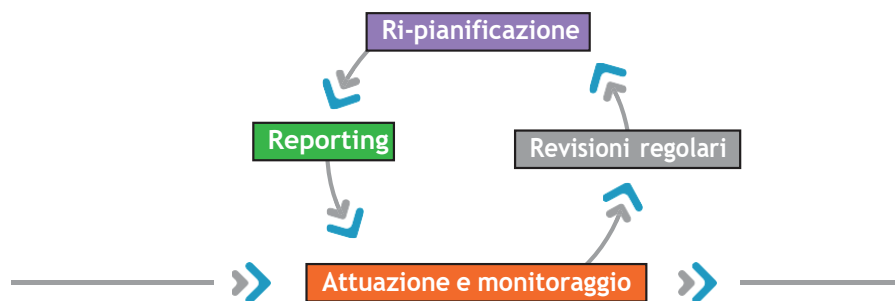 Ri-pianificazione
Reporting
Revisioni regolari
Attuazione e monitoraggio